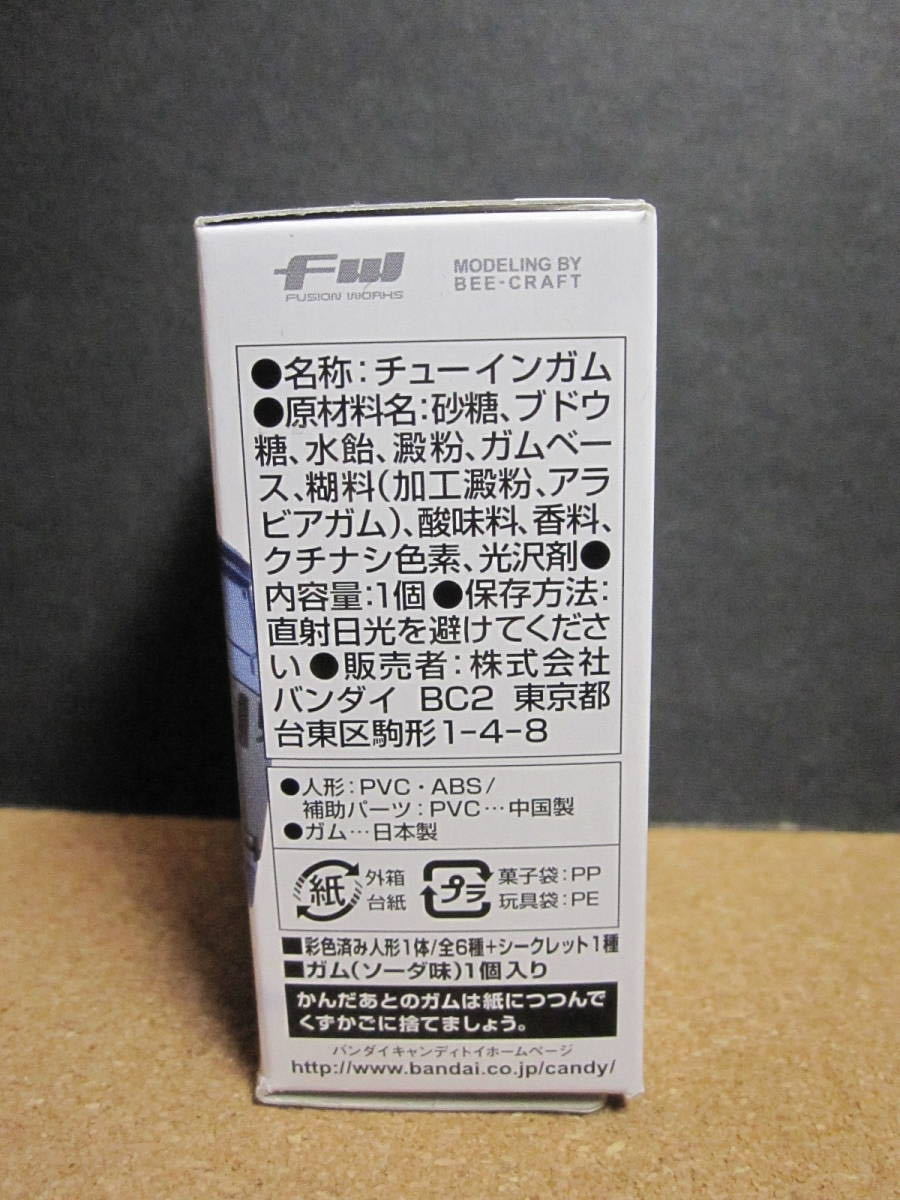 FW
FUSION WORKS
MODELING BY
BEE-CRAFT
●名称:チューインガム
●原材料名:砂糖、ブドウ
糖、水飴、澱粉、ガムベー
ス、糊料(加工澱粉、アラ
ビアガム)、酸味料、香料、
クチナシ色素、光沢剤●
内容量:1個●保存方法:
直射日光を避けてくださ
い●販売者:株式会社
バンダイ BC2 東京都
台東区駒形1-4-8
●人形:PVC・ABS/
補助パーツ:PVC…中国製
●ガム…日本製
紙
外箱
台紙
プラ
菓子袋:PP
玩具袋:PE
■彩色済み人形1体/全6種+シークレット1種
■ガム(ソーダ味)1個入り
かんだあとのガムは紙につつんで
くずかごに捨てましょう。
バンダイキャンディトイホームページ
http://www.bandai.co.jp/candy/